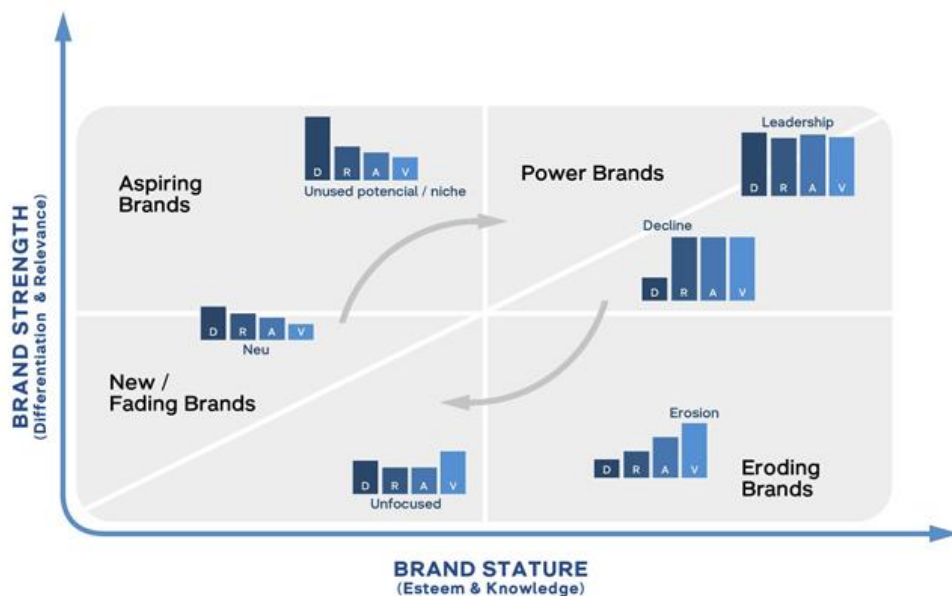 BRAND STRENGTH
(Differentiation & Relevance)
Aspiring
Brands
D R A V
Unused potencial / niche
Power Brands
Leadership
D R A V
Decline
D R A V
D R A V
Neu
New /
Fading Brands
D R A V
Unfocused
Erosion
D R A V
Eroding
Brands
BRAND STATURE
(Esteem & Knowledge)